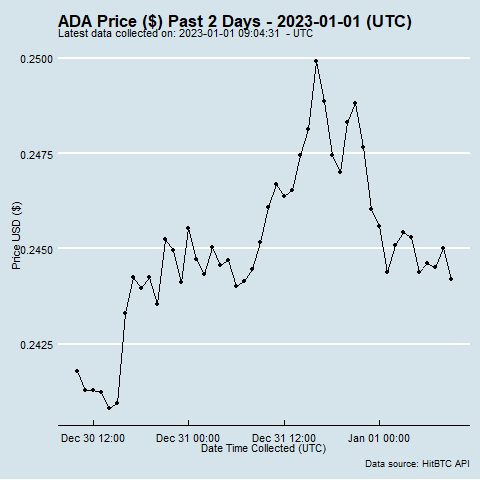 ADA Price ($) Past 2 Days - 2023-01-01 (UTC)
Latest data collected on: 2023-01-01 09:04:31  - UTC
0.2500
0.2475
0.2450
0.2425
Price USD ($)
Dec 30 12:00
Dec 31 00:00
Dec 31 12:00
Jan 01 00:00
Date Time Collected (UTC)
Data source: HitBTC API